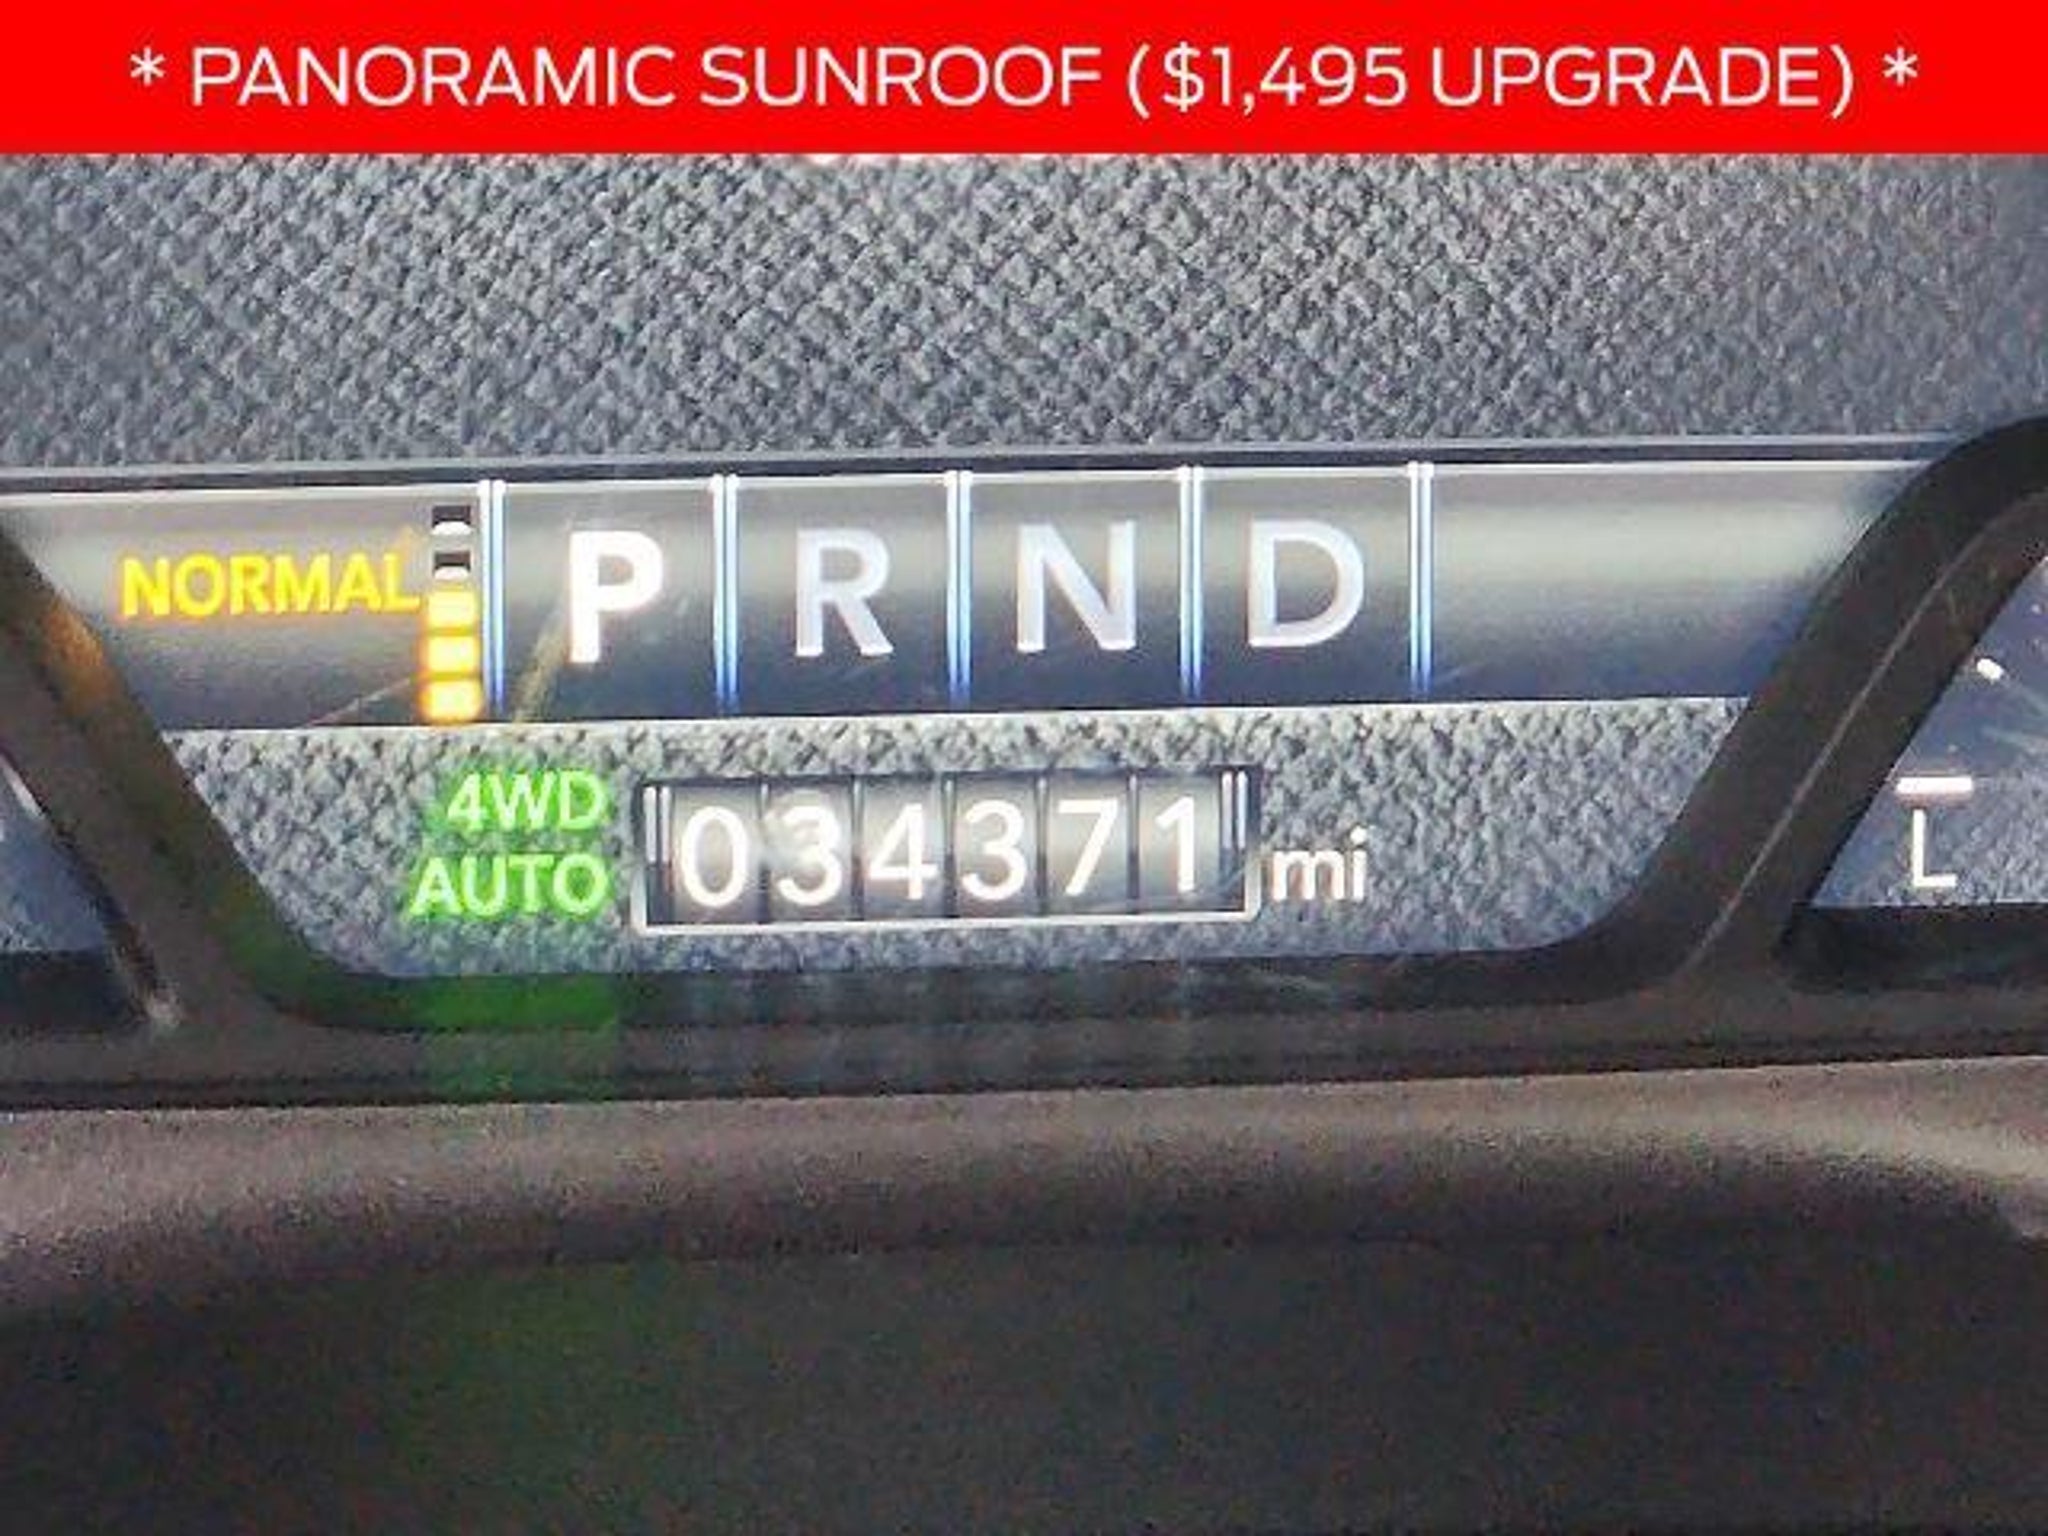 * PANORAMIC SUNROOF ($1,495 UPGRADE) *
NORMAL P R N D
4WD
AUTO
034371 mi
L